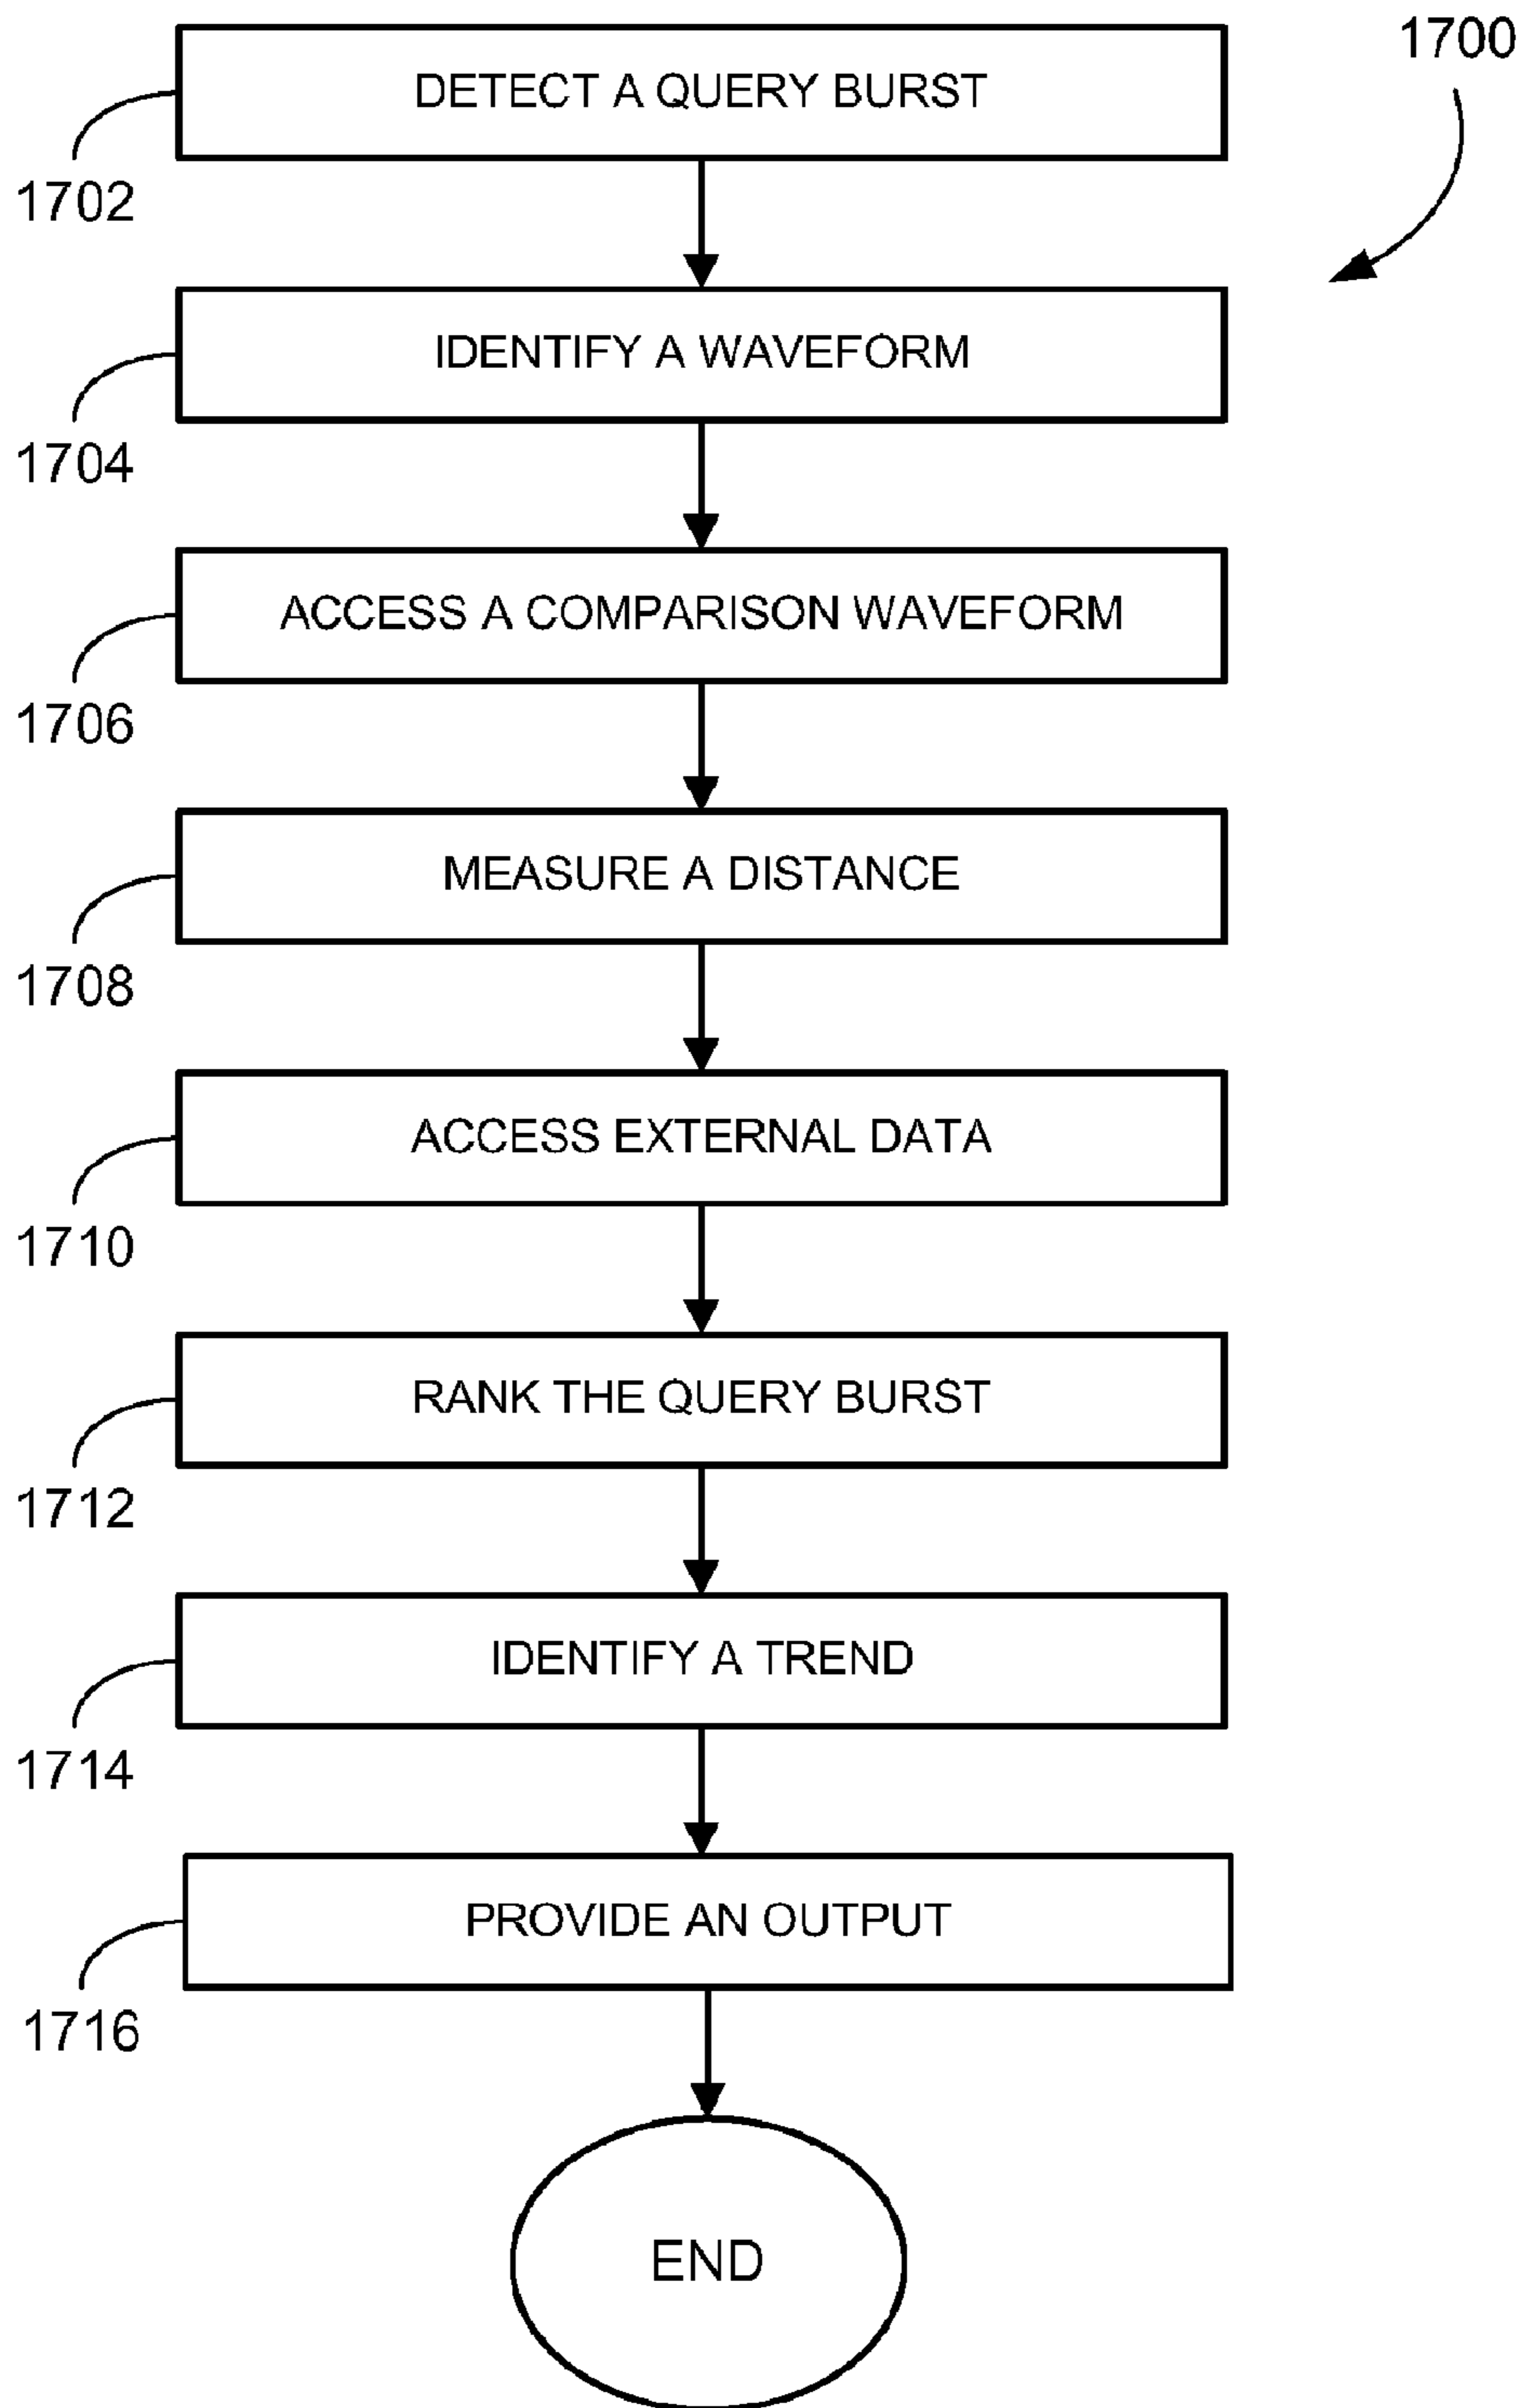 1700
DETECT A QUERY BURST
1702
IDENTIFY A WAVEFORM
1704
ACCESS A COMPARISON WAVEFORM
1706
MEASURE A DISTANCE
1708
ACCESS EXTERNAL DATA
1710
RANK THE QUERY BURST
1712
IDENTIFY A TREND
1714
PROVIDE AN OUTPUT
1716
END